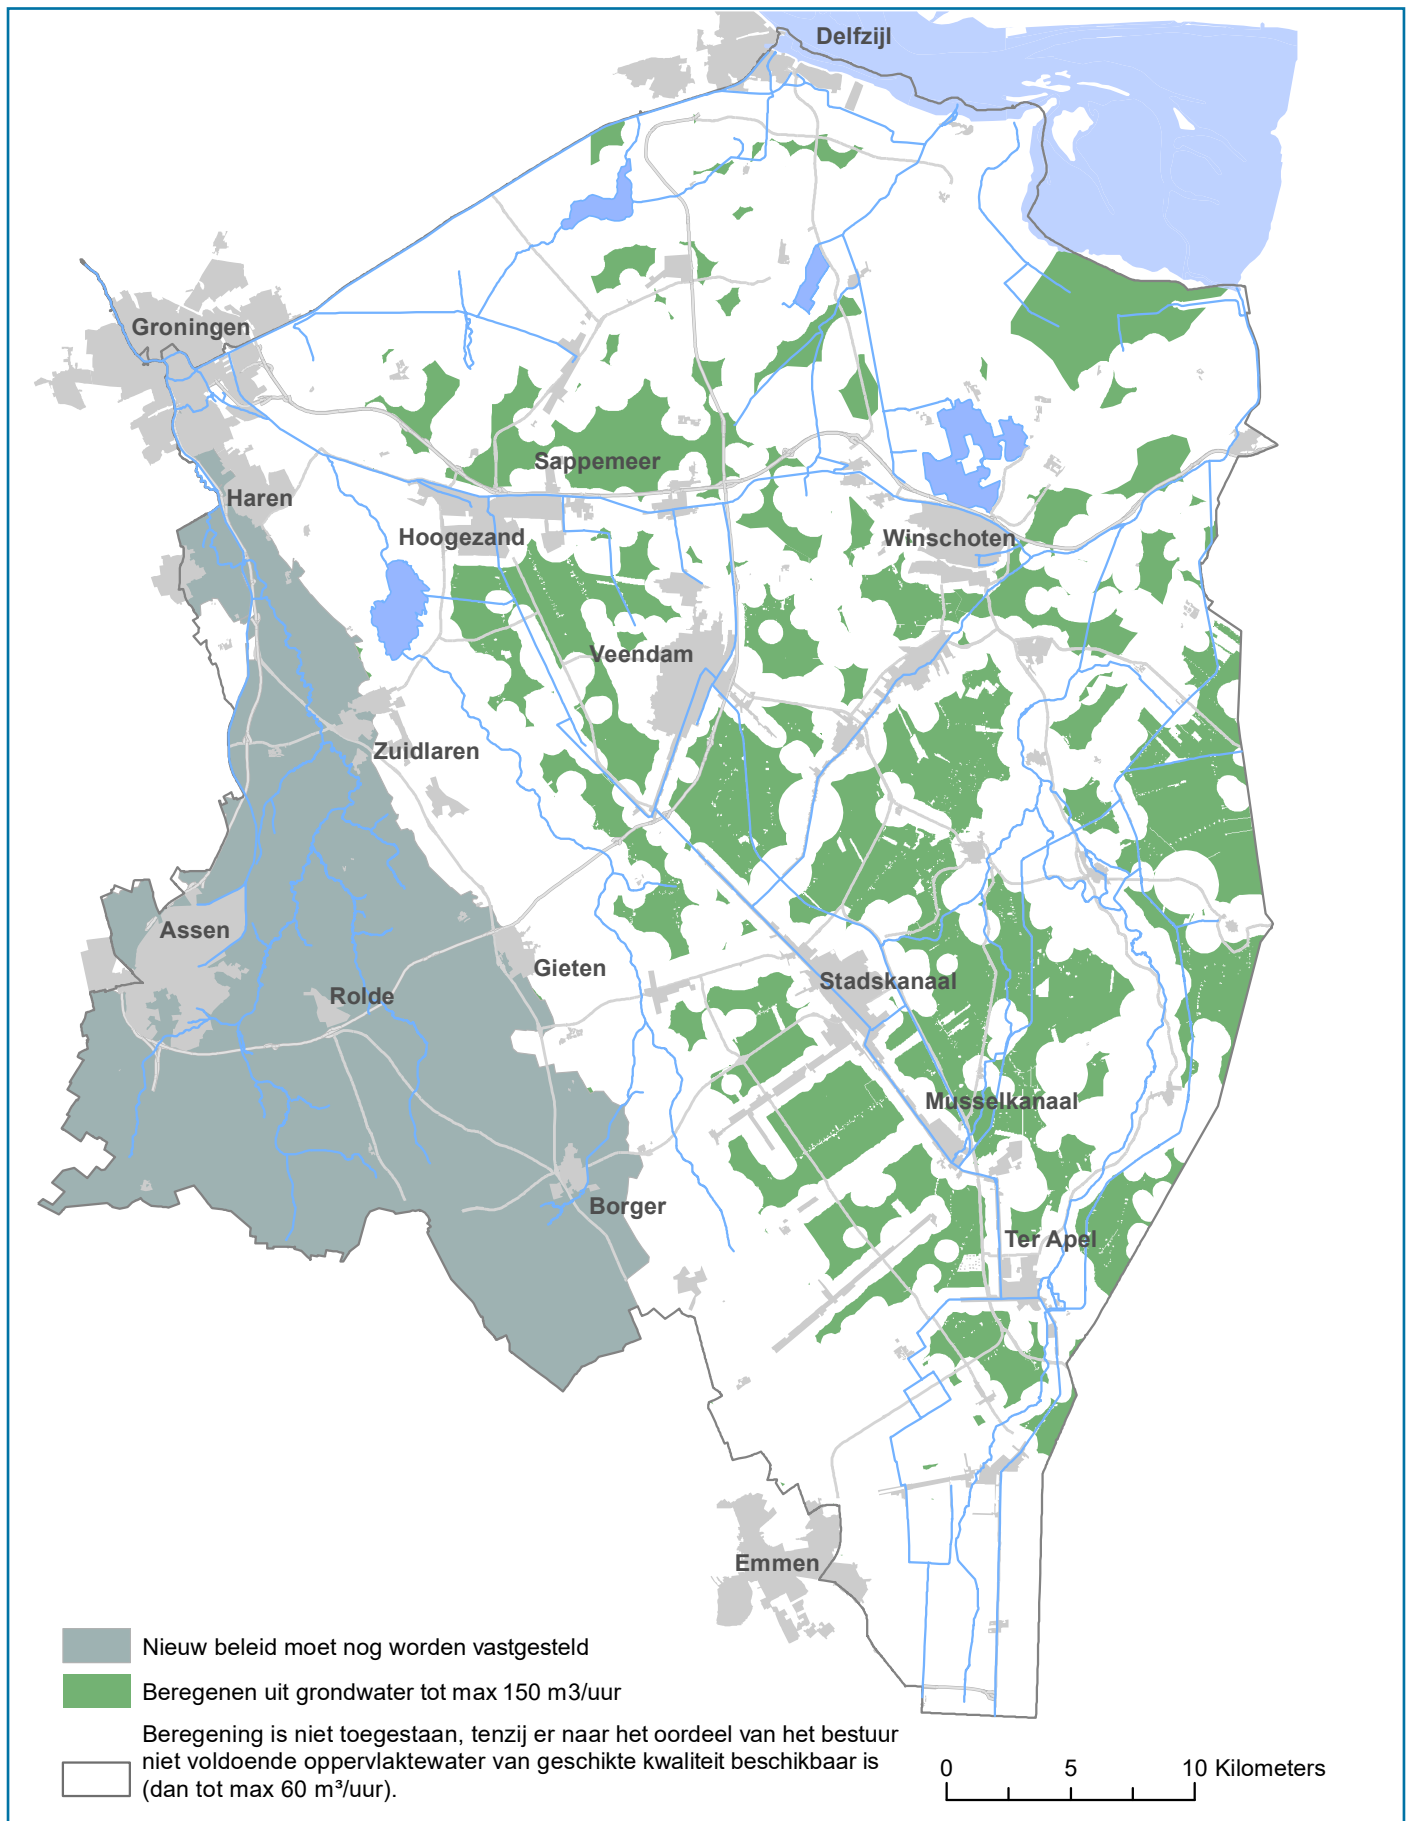 Delfzijl
Groningen
Sappemeer
Haren
Hoogezand
Winschoten
Veendam
Zuidlaren
Assen
Gieten
Stadskanaal
Rolde
Musselkanaal
Borger
Ter Apel
Emmen
Nieuw beleid moet nog worden vastgesteld
Beregenen uit grondwater tot max 150 m3/uur
Beregening is niet toegestaan, tenzij er naar het oordeel van het bestuur
niet voldoende oppervlaktewater van geschikte kwaliteit beschikbaar is
(dan tot max 60 m³/uur).
0 5 10 Kilometers